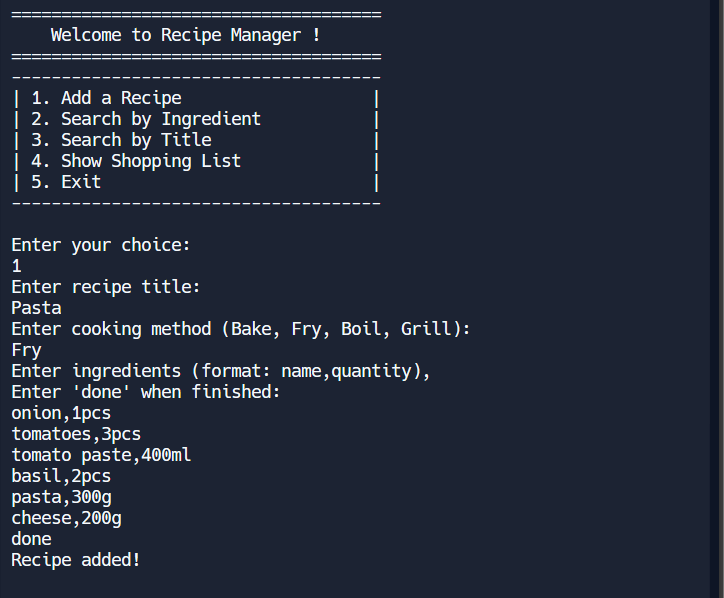 =====================================
    Welcome to Recipe Manager !
=====================================
-------------------------------------
| 1. Add a Recipe                   |
| 2. Search by Ingredient           |
| 3. Search by Title                |
| 4. Show Shopping List             |
| 5. Exit                           |
-------------------------------------

Enter your choice:
1
Enter recipe title:
Pasta
Enter cooking method (Bake, Fry, Boil, Grill):
Fry
Enter ingredients (format: name,quantity),
Enter 'done' when finished:
onion,1pcs
tomatoes,3pcs
tomato paste,400ml
basil,2pcs
pasta,300g
cheese,200g
done
Recipe added!